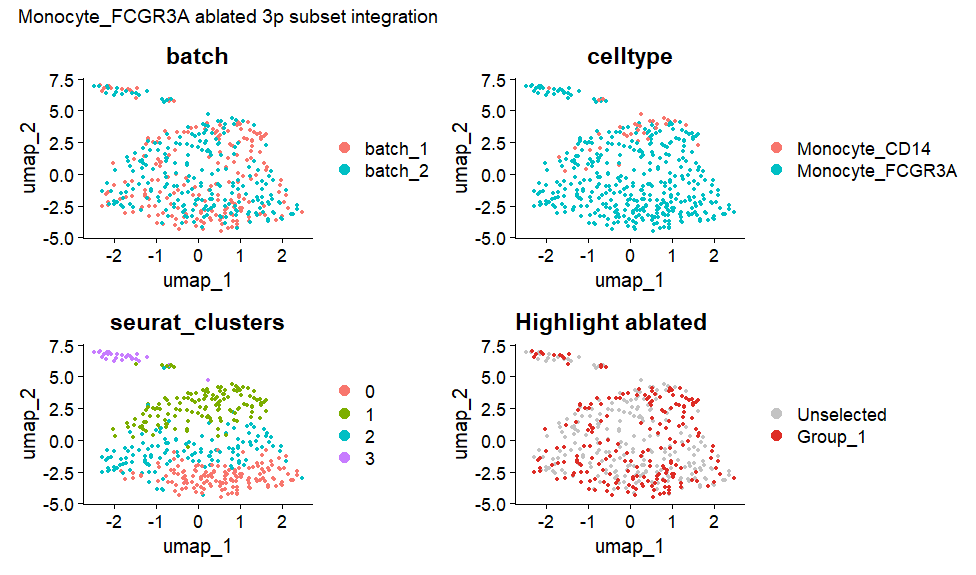 Monocyte_FCGR3A ablated 3p subset integration
batch
umap_2
7.5
5.0
2.5
0.0
-2.5
-5.0
-2 -1 0 1 2
umap_1
batch_1
batch_2
celltype
umap_2
7.5
5.0
2.5
0.0
-2.5
-5.0
-2 -1 0 1 2
umap_1
Monocyte_CD14
Monocyte_FCGR3A
seurat_clusters
umap_2
7.5
5.0
2.5
0.0
-2.5
-5.0
-2 -1 0 1 2
umap_1
0
1
2
3
Highlight ablated
umap_2
7.5
5.0
2.5
0.0
-2.5
-5.0
-2 -1 0 1 2
umap_1
Unselected
Group_1